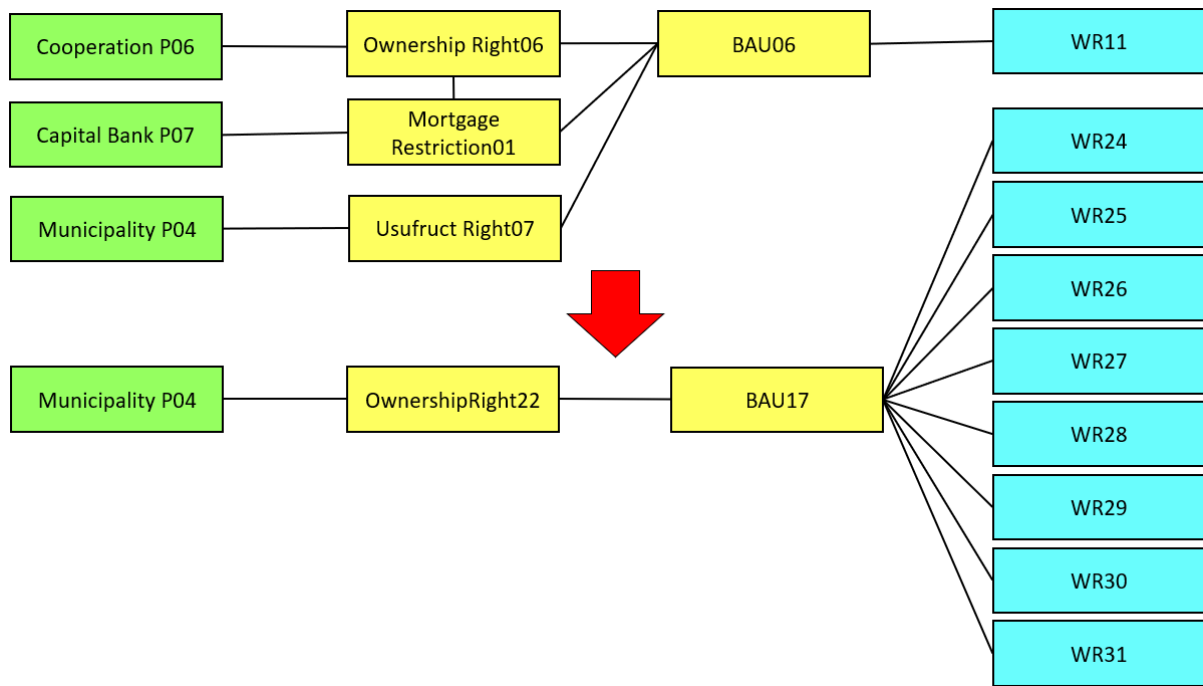 Cooperation P06
Ownership Right06
BAU06
WR11
Capital Bank P07
Mortgage
Restriction01
WR24
Municipality P04
Usufruct Right07
WR25
WR26
WR27
Municipality P04
OwnershipRight22
BAU17
WR28
WR29
WR30
WR31